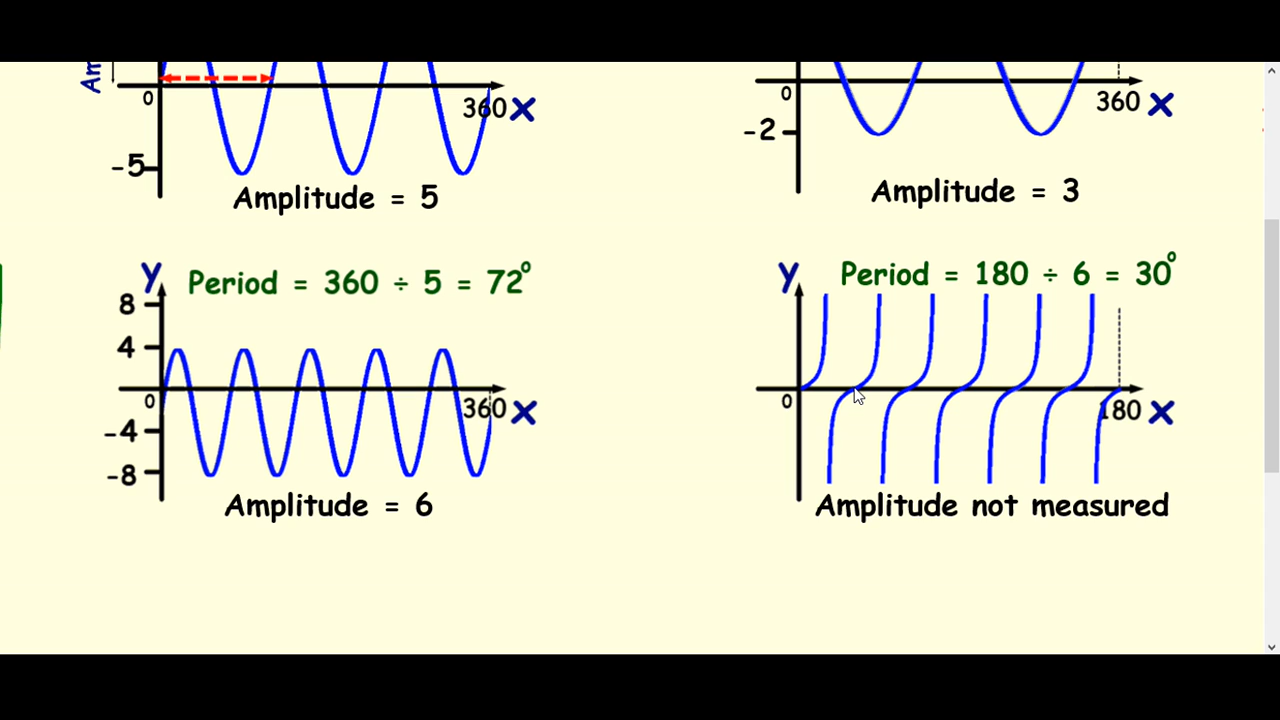 Am
0
360 X
-5
Amplitude = 5
0
360 X
-2
Amplitude = 3
y
Period = 360 ÷ 5 = 72°
8
4
0
360 X
-4
-8
Amplitude = 6
y
Period = 180 ÷ 6 = 30°
0
180 X
Amplitude not measured